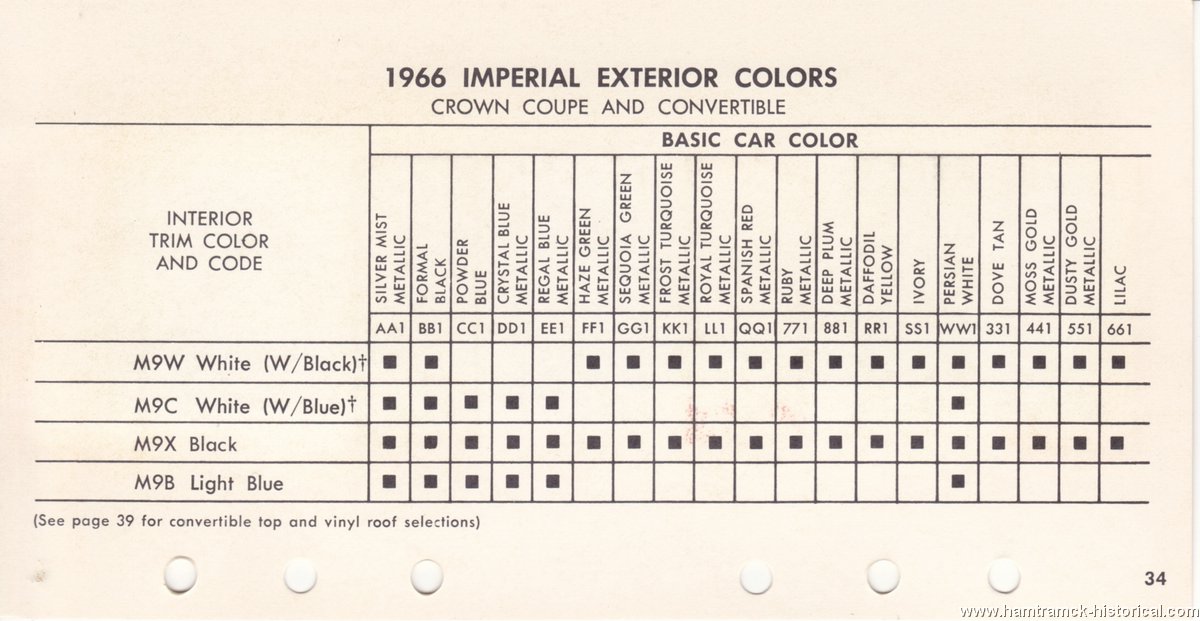 1966 IMPERIAL EXTERIOR COLORS
CROWN COUPE AND CONVERTIBLE
BASIC CAR COLOR
INTERIOR
TRIM COLOR
AND CODE
SILVER MIST
METALLIC
FORMAL
BLACK
POWDER
BLUE
CRYSTAL BLUE
METALLIC
REGAL BLUE
METALLIC
HAZE GREEN
METALLIC
SEQUOIA GREEN
METALLIC
FROST TURQUOISE
METALLIC
ROYAL TURQUOISE
METALLIC
SPANISH RED
METALLIC
RUBY
METALLIC
DEEP PLUM
METALLIC
DAFFODIL
YELLOW
IVORY
PERSIAN
WHITE
DOVE TAN
MOSS GOLD
METALLIC
DUSTY GOLD
METALLIC
LILAC
AA1 BB1 CC1 DD1 EE1 FF1 GG1 KK1 LL1 QQ1 771 881 RR1 SS1 WW1 331 441 551 661
M9W White (W/Black)† ■ ■ ■ ■ ■ ■ ■ ■ ■ ■ ■ ■ ■ ■ ■ ■
M9C White (W/Blue)† ■ ■ ■ ■ ■ ■
M9X Black ■ ■ ■ ■ ■ ■ ■ ■ ■ ■ ■ ■ ■ ■ ■ ■ ■ ■ ■
M9B Light Blue ■ ■ ■ ■ ■ ■
(See page 39 for convertible top and vinyl roof selections)
34
www.hamtramck-historical.com